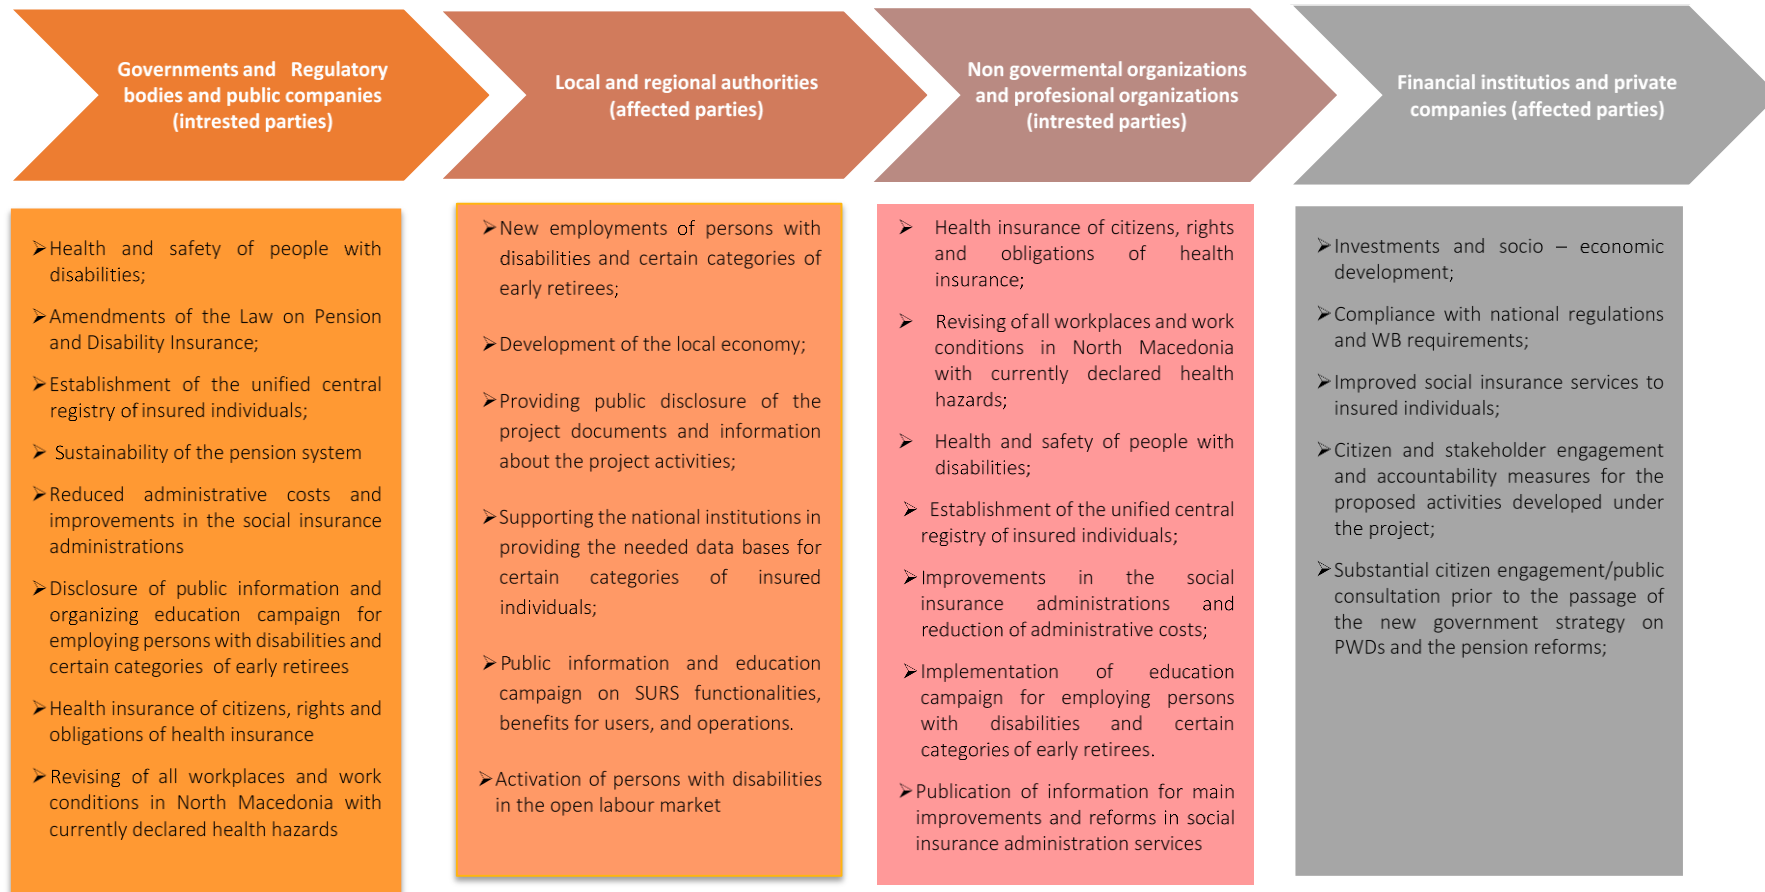 Governments and Regulatory
bodies and public companies
(intrested parties)
Local and regional authorities
(affected parties)
Non govermental organizations
and profesional organizations
(intrested parties)
Financial institutios and private
companies (affected parties)
➢Health and safety of people with
disabilities;
➢Amendments of the Law on Pension
and Disability Insurance;
➢Establishment of the unified central
registry of insured individuals;
➢ Sustainability of the pension system
➢Reduced administrative costs and
improvements in the social insurance
administrations
➢Disclosure of public information and
organizing education campaign for
employing persons with disabilities and
certain categories of early retirees
➢Health insurance of citizens, rights and
obligations of health insurance
➢Revising of all workplaces and work
conditions in North Macedonia with
currently declared health hazards
➢New employments of persons with
disabilities and certain categories of
early retirees;
➢Development of the local economy;
➢Providing public disclosure of the
project documents and information
about the project activities;
➢Supporting the national institutions in
providing the needed data bases for
certain categories of insured
individuals;
➢Public information and education
campaign on SURS functionalities,
benefits for users, and operations.
➢Activation of persons with disabilities
in the open labour market
➢ Health insurance of citizens, rights
and obligations of health
insurance;
➢ Revising of all workplaces and work
conditions in North Macedonia
with currently declared health
hazards;
➢ Health and safety of people with
disabilities;
➢ Establishment of the unified central
registry of insured individuals;
➢Improvements in the social
insurance administrations and
reduction of administrative costs;
➢Implementation of education
campaign for employing persons
with disabilities and certain
categories of early retirees.
➢Publication of information for main
improvements and reforms in social
insurance administration services
➢Investments and socio – economic
development;
➢Compliance with national regulations
and WB requirements;
➢Improved social insurance services to
insured individuals;
➢Citizen and stakeholder engagement
and accountability measures for the
proposed activities developed under
the project;
➢Substantial citizen engagement/public
consultation prior to the passage of
the new government strategy on
PWDs and the pension reforms;